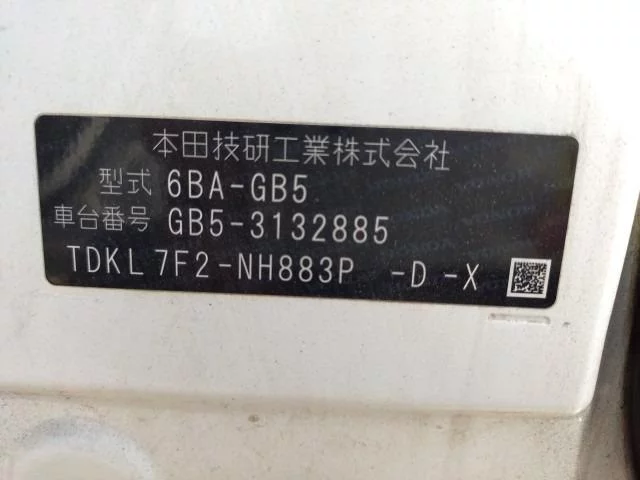 本田技研工業株式会社
型式 6BA-GB5
車台番号 GB5-3132885
TDKL7F2-NH883P -D -X